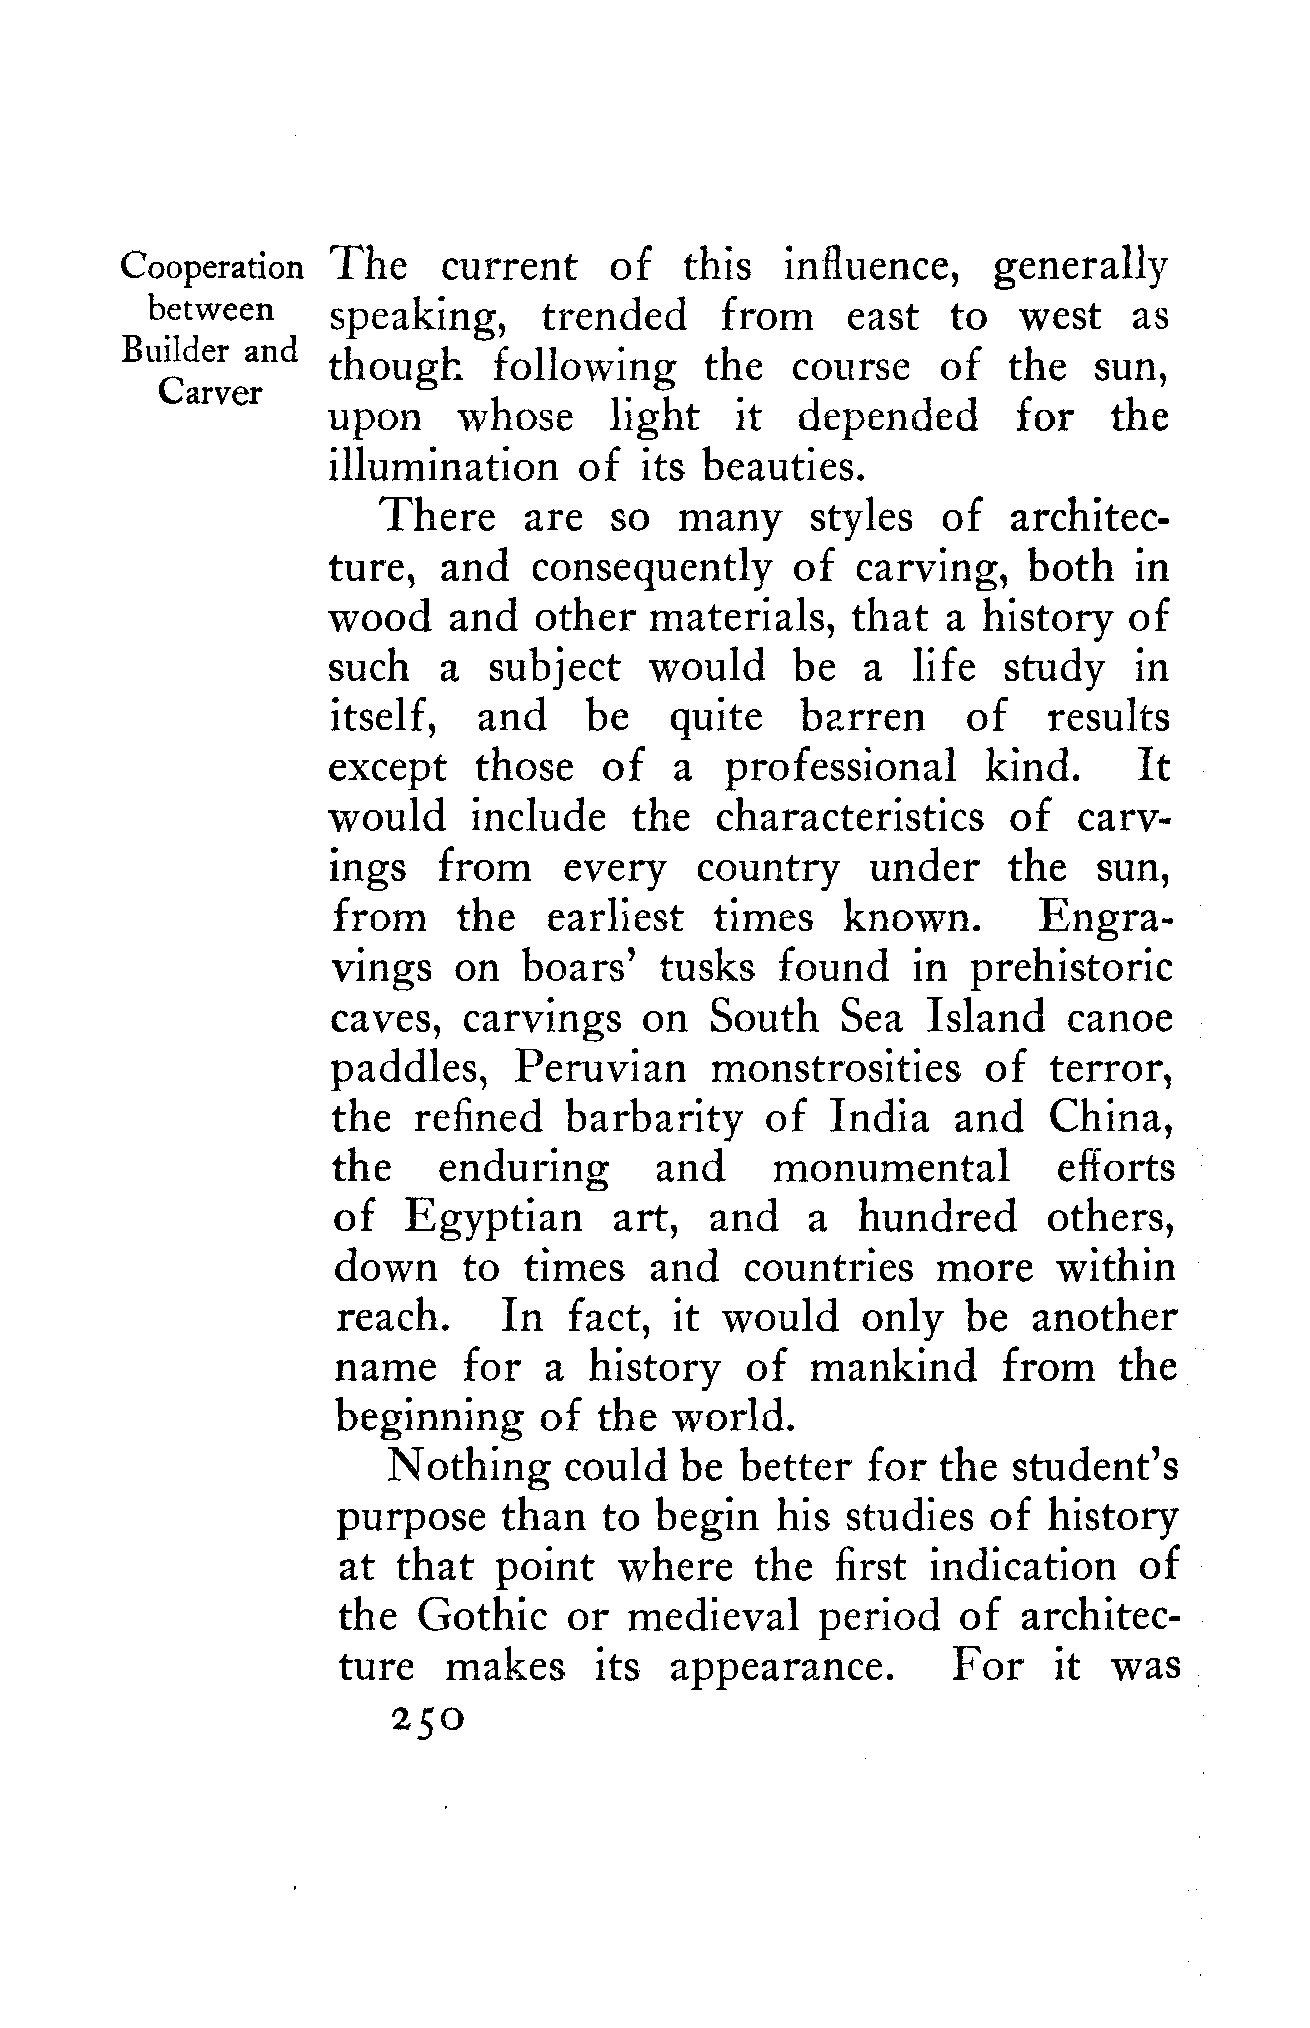 Cooperation
between
Builder and
Carver
The current of this influence, generally
speaking, trended from east to west as
though following the course of the sun,
upon whose light it depended for the
illumination of its beauties.
There are so many styles of architec-
ture, and consequently of carving, both in
wood and other materials, that a history of
such a subject would be a life study in
itself, and be quite barren of results
except those of a professional kind. It
would include the characteristics of carv-
ings from every country under the sun,
from the earliest times known. Engra-
vings on boars' tusks found in prehistoric
caves, carvings on South Sea Island canoe
paddles, Peruvian monstrosities of terror,
the refined barbarity of India and China,
the enduring and monumental efforts
of Egyptian art, and a hundred others,
down to times and countries more within
reach. In fact, it would only be another
name for a history of mankind from the
beginning of the world.
Nothing could be better for the student's
purpose than to begin his studies of history
at that point where the first indication of
the Gothic or medieval period of architec-
ture makes its appearance. For it was
250